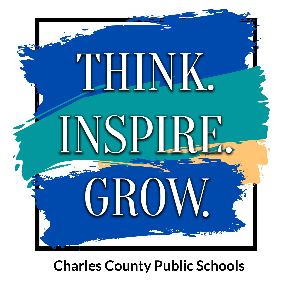 THINK.
INSPIRE.
GROW.
Charles County Public Schools